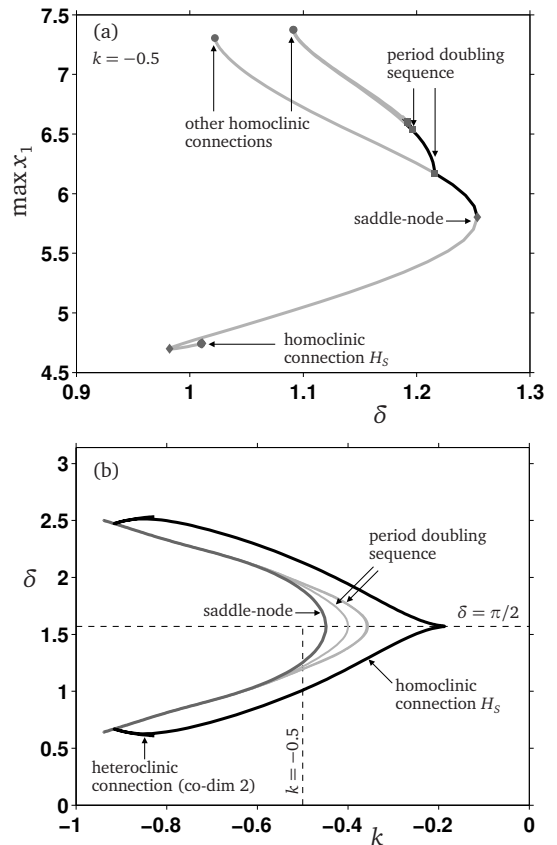 (a)
k = −0.5
max x₁
7.5
7
6.5
6
5.5
5
4.5
period doubling
sequence
other homoclinic
connections
saddle-node
homoclinic
connection H_S
0.9
1
1.1
1.2
1.3
δ
(b)
δ
3
2.5
2
1.5
1
0.5
0
period doubling
sequence
saddle-node
δ = π/2
homoclinic
connection H_S
heteroclinic
connection (co-dim 2)
k = −0.5
−1
−0.8
−0.6
−0.4
−0.2
0
k